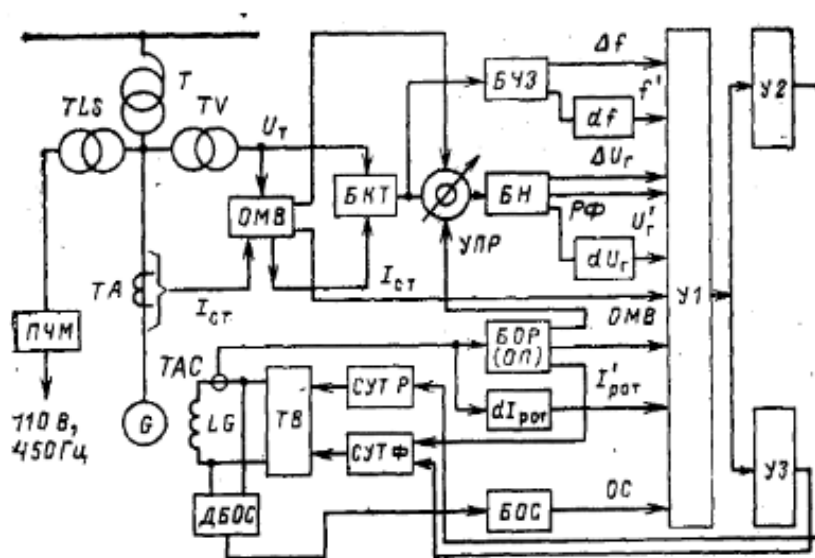 T
TLS
TV
Uт
БЧЗ
Δf
f'
df
У2
БКТ
УПР
БН
ΔUг
РФ
U'г
dUг
ОМВ
Iст
TA
Iст
У1
ОМВ
ПЧМ
110 В,
450 Гц
G
TAC
LG
ТВ
СУТ Р
СУТ Ф
БОР
(ОП)
I'рот
dIрот
ДБОС
БОС
ОС
У3